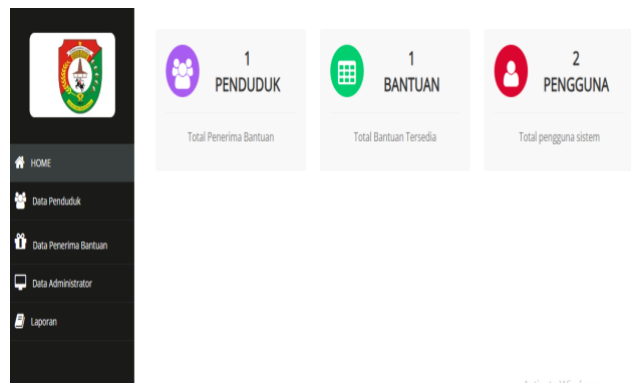 HOME
Data Penduduk
Data Penerima Bantuan
Data Administrator
Laporan
1
PENDUDUK
Total Penerima Bantuan
1
BANTUAN
Total Bantuan Tersedia
2
PENGGUNA
Total pengguna sistem